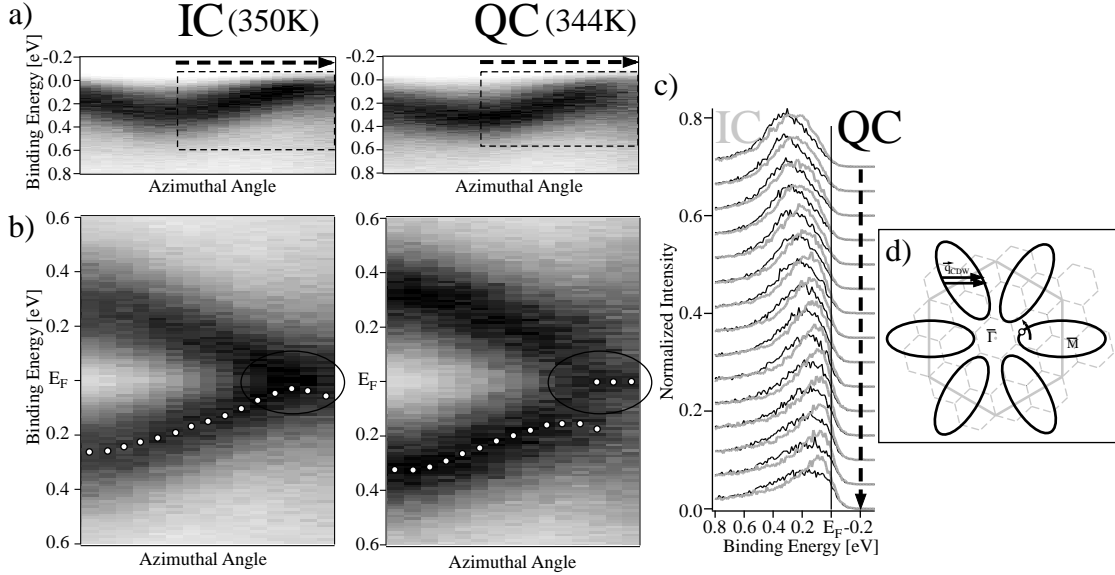 a)
IC (350K)
QC (344K)
Binding Energy [eV]
-0.2
0.0
0.2
0.4
0.6
0.8
Azimuthal Angle
-0.2
0.0
0.2
0.4
0.6
0.8
Azimuthal Angle
b)
Binding Energy [eV]
0.6
0.4
0.2
E_F
0.2
0.4
0.6
Azimuthal Angle
0.6
0.4
0.2
E_F
0.2
0.4
0.6
Azimuthal Angle
c)
IC
QC
Normalized Intensity
0.8
0.6
0.4
0.2
0.0
0.8 0.6 0.4 0.2 E_F -0.2
Binding Energy [eV]
d)
q_CDW
Γ
M